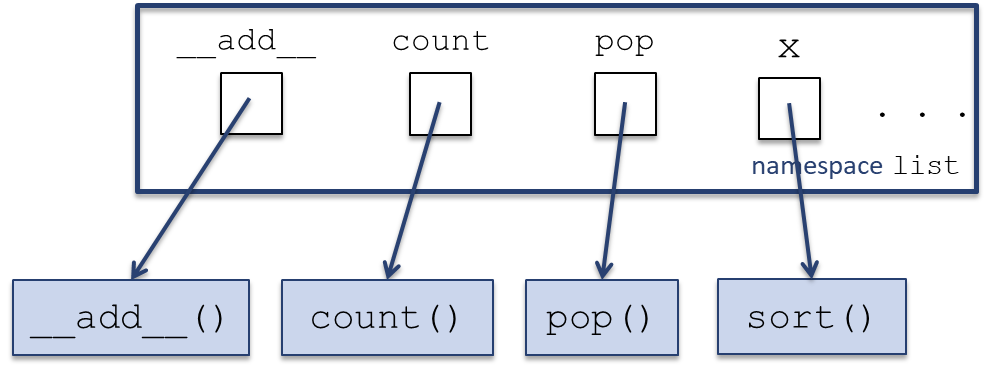 __add__ count pop x
. . .
namespace list
__add__() count() pop() sort()